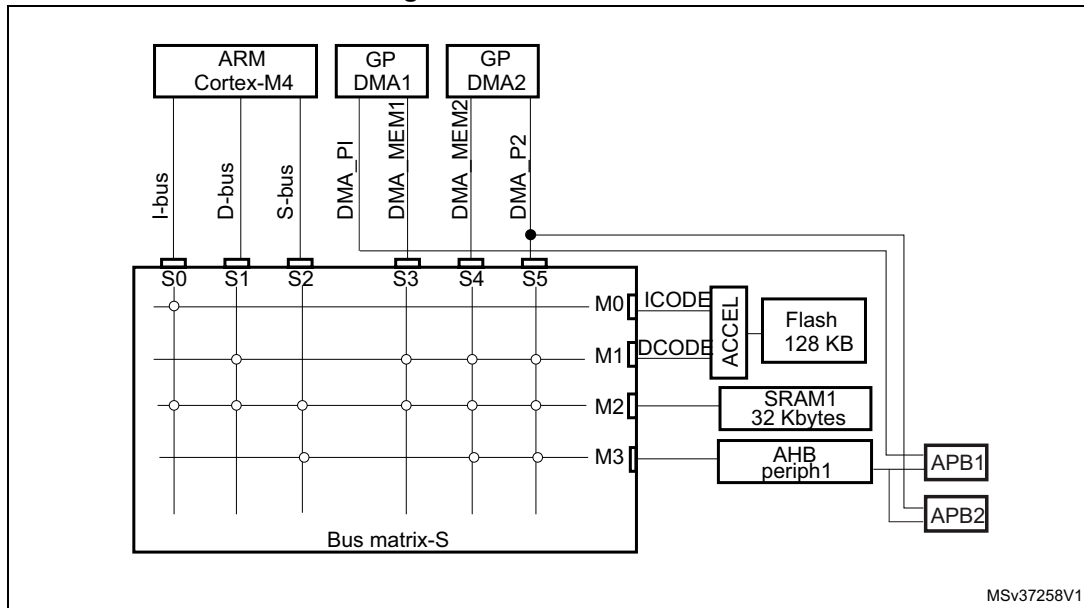 ARM
Cortex-M4
GP
DMA1
GP
DMA2
I-bus
D-bus
S-bus
DMA_PI
DMA_MEM1
DMA_MEM2
DMA_P2
S0
S1
S2
S3
S4
S5
M0
ICODE
M1
DCODE
ACCEL
Flash
128 KB
M2
SRAM1
32 Kbytes
M3
AHB
periph1
APB1
APB2
Bus matrix-S
MSv37258V1